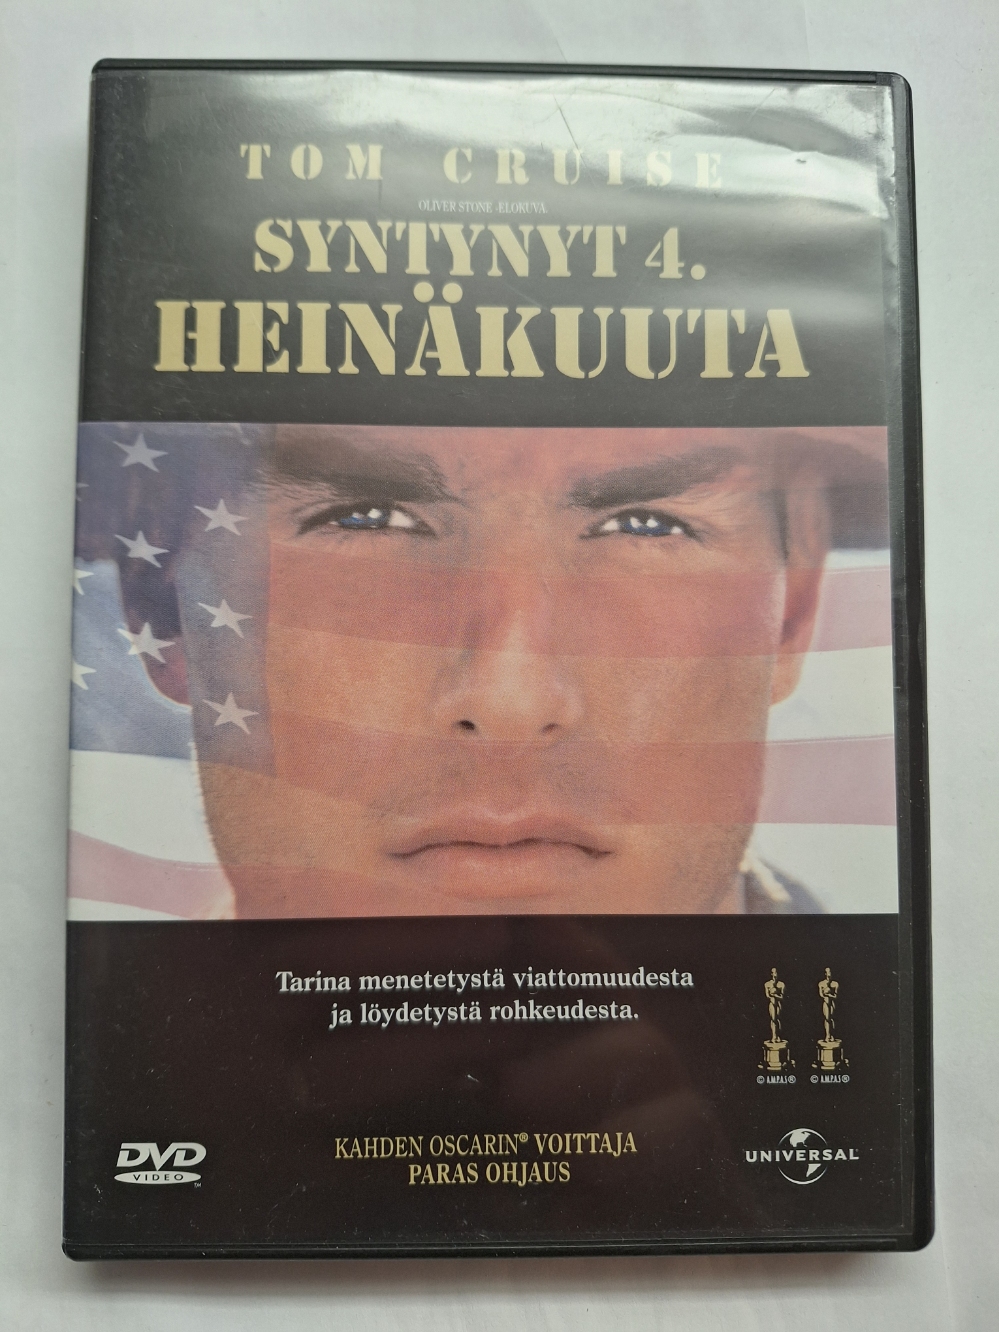 TOM CRUISE
OLIVER STONE -ELOKUVA
SYNTYNYT 4.
HEINÄKUUTA
Tarina menetetystä viattomuudesta
ja löydetystä rohkeudesta.
© A.M.P.A.S.® © A.M.P.A.S.®
KAHDEN OSCARIN® VOITTAJA
PARAS OHJAUS
DVD
VIDEO
TM
UNIVERSAL